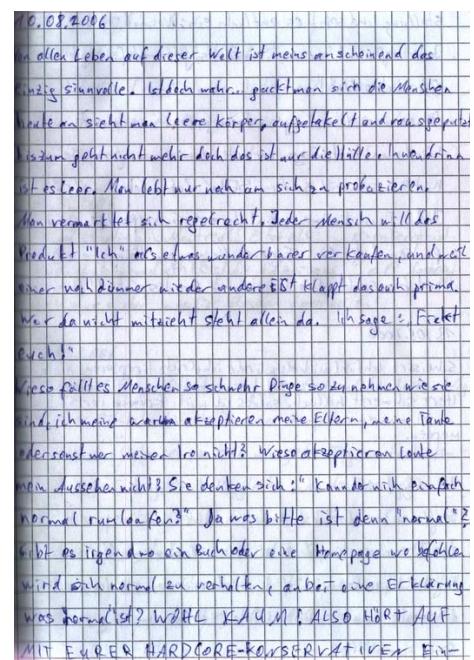 10.08.2006
on allen Leben auf dieser Welt ist meins anscheinend das
einzig sinnvolle. Ist doch wahr.. guckt man sich die Menshen
heute an sieht man leere Körper, aufgetakelt und rausgeputzt
bis zum geht nicht mehr doch das ist nur die Hülle. Innendrinn
ist es leer. Man lebt nur noch um sich zu
Man vermarktet sich regelrecht. Jeder Mensch will das
Produkt "Ich" als etwas wunderbares verkaufen, und weil
einer noch dümmer wie der andere ist klappt das auch prima.
Wer da nicht mitzieht steht allein da. Ich sage:
euch!"
Wieso fällt es Menschen so schwehr Dinge so zu nehmen wie sie
sind, ich meine warum akzeptieren meine Eltern, meine Tante
oder sonst wer meinen Iro nicht? Wieso akzeptieren Leute
mein Aussehen nicht? Sie denken sich: "Kann der nich einfach
normal rumlaufen?" Ja was bitte ist denn "normal"?
Gibt es irgendwo ein Buch oder eine Homepage wo befohlen
wird sich normal zu verhalten, anbei eine Erklärung
was normal ist? WOHL KAUM! ALSO HÖRT AUF
MIT EURER HARDCORE-KONSERVATIVEN Ein-